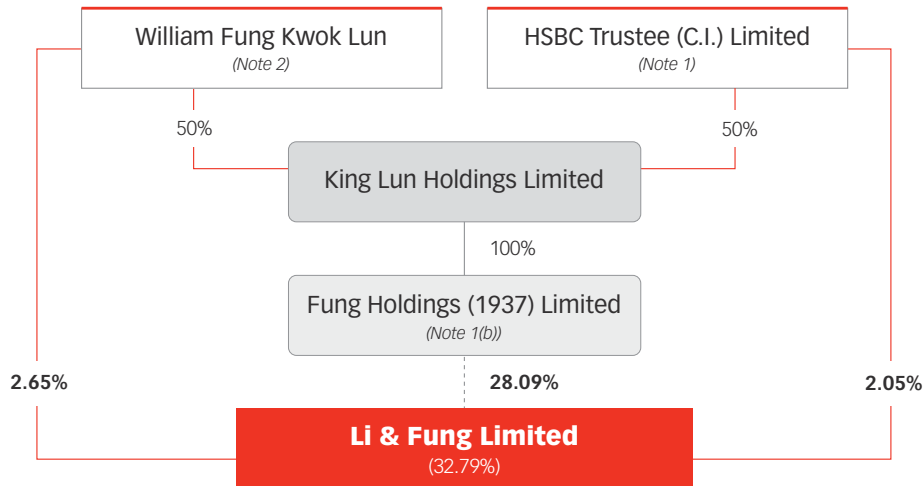 William Fung Kwok Lun
(Note 2)
HSBC Trustee (C.I.) Limited
(Note 1)
50%
50%
King Lun Holdings Limited
100%
Fung Holdings (1937) Limited
(Note 1(b))
2.65%
28.09%
2.05%
Li & Fung Limited
(32.79%)